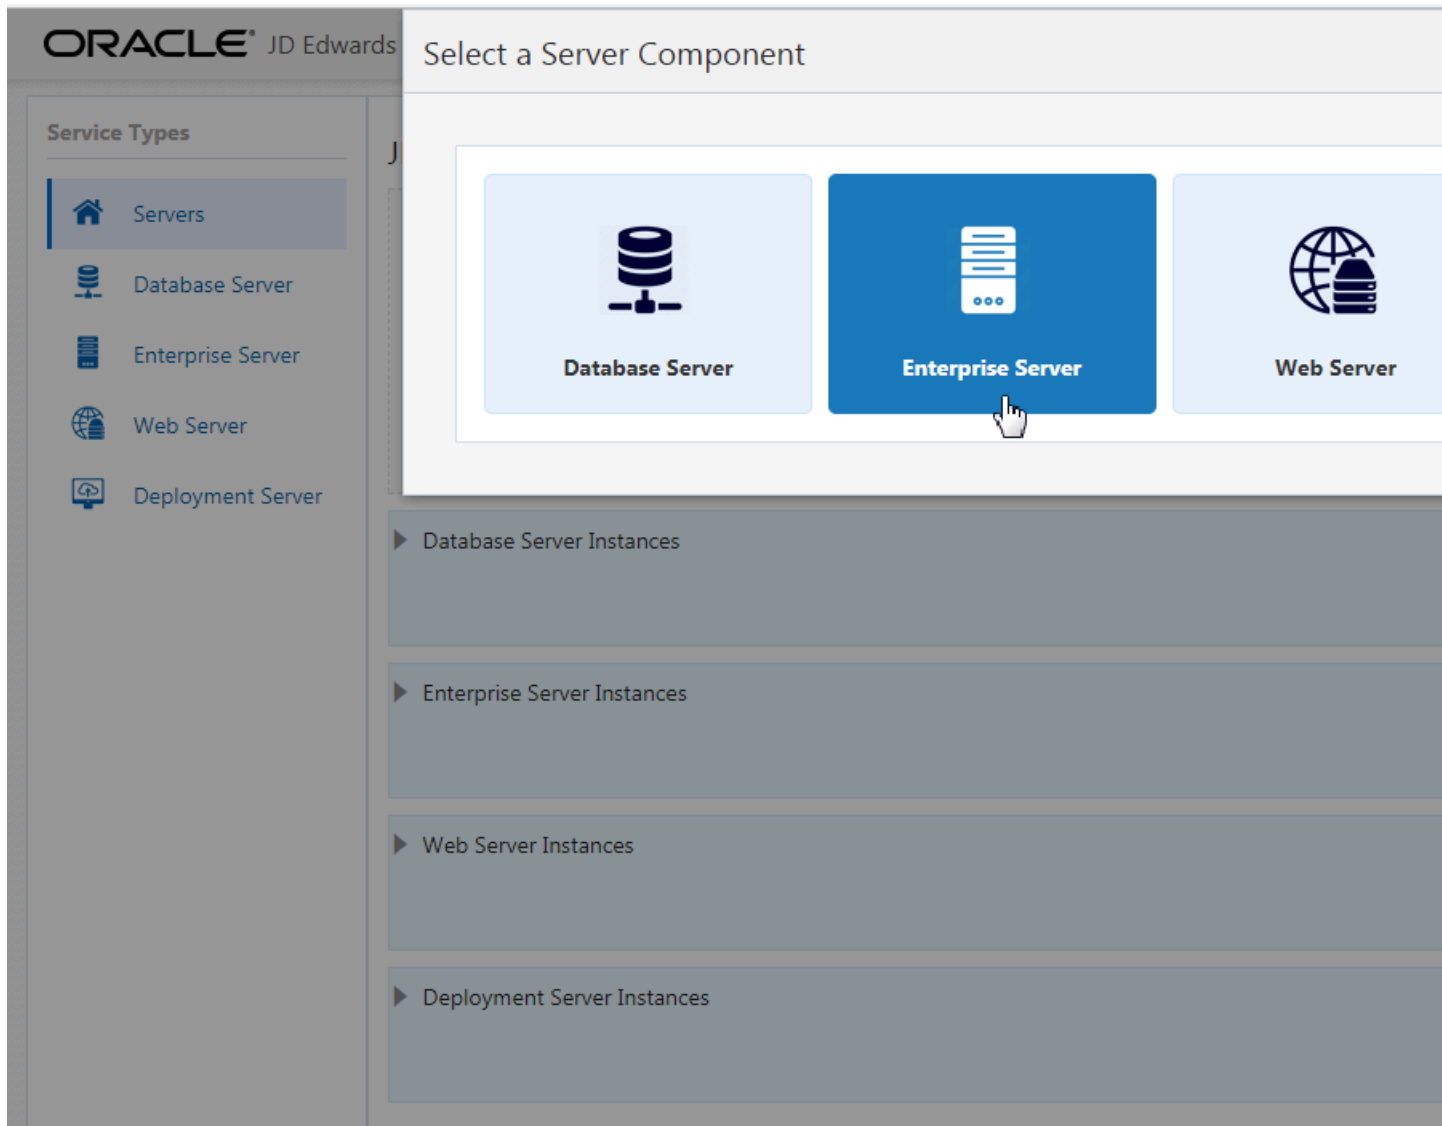 ORACLE® JD Edwards
Select a Server Component
Service Types
Servers
Database Server
Enterprise Server
Web Server
Deployment Server
J
Database Server
Enterprise Server
Web Server
Database Server Instances
Enterprise Server Instances
Web Server Instances
Deployment Server Instances